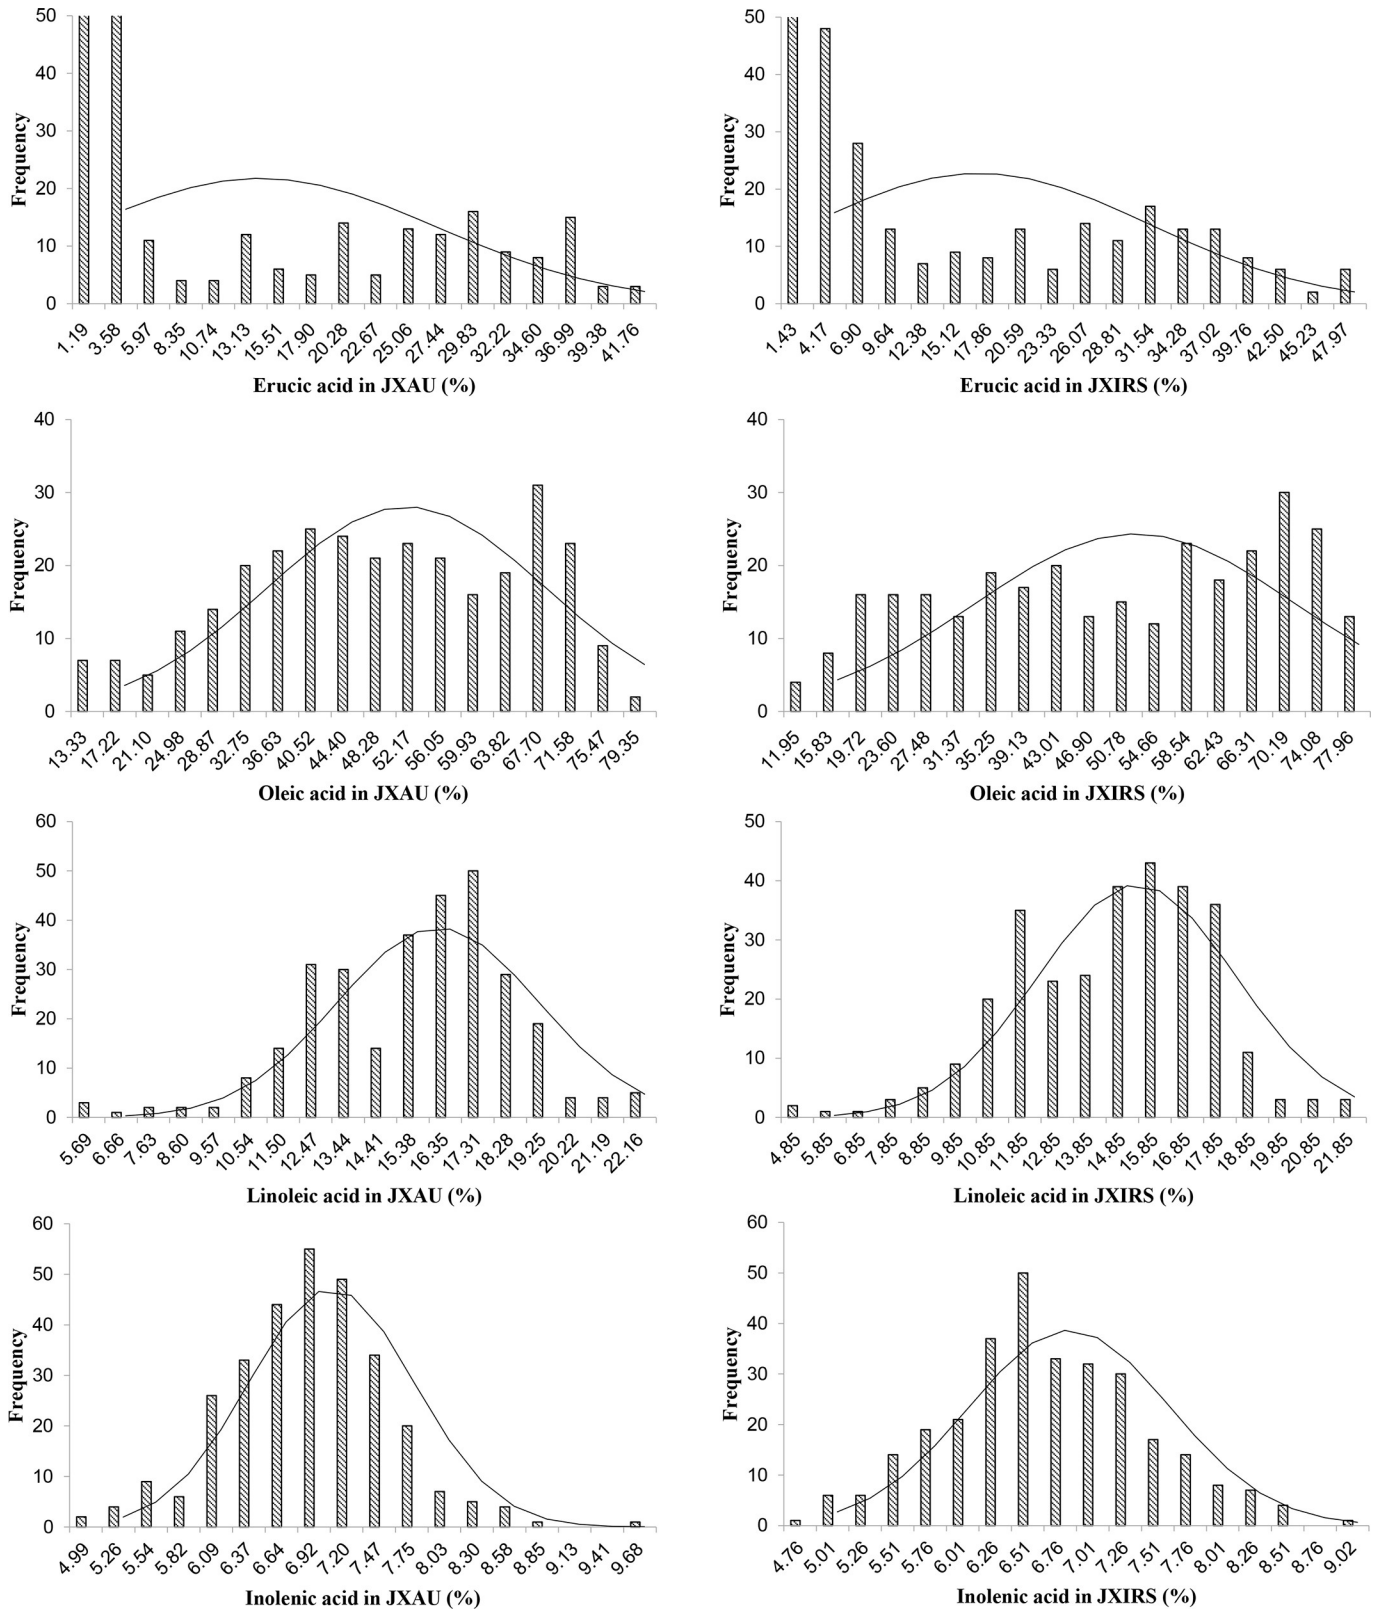 50
40
30
20
10
0
Frequency
1.19 3.58 5.97 8.35 10.74 13.13 15.51 17.90 20.28 22.67 25.06 27.44 29.83 32.22 34.60 36.99 39.38 41.76
Erucic acid in JXAU (%)
50
40
30
20
10
0
Frequency
1.43 4.17 6.90 9.64 12.38 15.12 17.86 20.59 23.33 26.07 28.81 31.54 34.28 37.02 39.76 42.50 45.23 47.97
Erucic acid in JXIRS (%)
40
30
20
10
0
Frequency
13.33 17.22 21.10 24.98 28.87 32.75 36.63 40.52 44.40 48.28 52.17 56.05 59.93 63.82 67.70 71.58 75.47 79.35
Oleic acid in JXAU (%)
40
30
20
10
0
Frequency
11.95 15.83 19.72 23.60 27.48 31.37 35.25 39.13 43.01 46.90 50.78 54.66 58.54 62.43 66.31 70.19 74.08 77.96
Oleic acid in JXIRS (%)
60
50
40
30
20
10
0
Frequency
5.69 6.66 7.63 8.60 9.57 10.54 11.50 12.47 13.44 14.41 15.38 16.35 17.31 18.28 19.25 20.22 21.19 22.16
Linoleic acid in JXAU (%)
50
40
30
20
10
0
Frequency
4.85 5.85 6.85 7.85 8.85 9.85 10.85 11.85 12.85 13.85 14.85 15.85 16.85 17.85 18.85 19.85 20.85 21.85
Linoleic acid in JXIRS (%)
60
50
40
30
20
10
0
Frequency
4.99 5.26 5.54 5.82 6.09 6.37 6.64 6.92 7.20 7.47 7.75 8.03 8.30 8.58 8.85 9.13 9.41 9.68
Inolenic acid in JXAU (%)
60
50
40
30
20
10
0
Frequency
4.76 5.01 5.26 5.51 5.76 6.01 6.26 6.51 6.76 7.01 7.26 7.51 7.76 8.01 8.26 8.51 8.76 9.02
Inolenic acid in JXIRS (%)